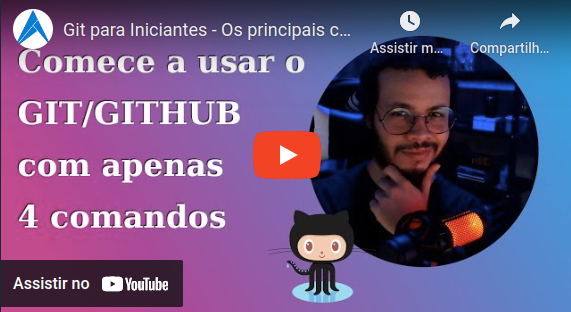 Git para Iniciantes - Os principais c...
Assistir m...
Compartilh...
Comece a usar o
GIT/GITHUB
com apenas
4 comandos
Assistir no YouTube